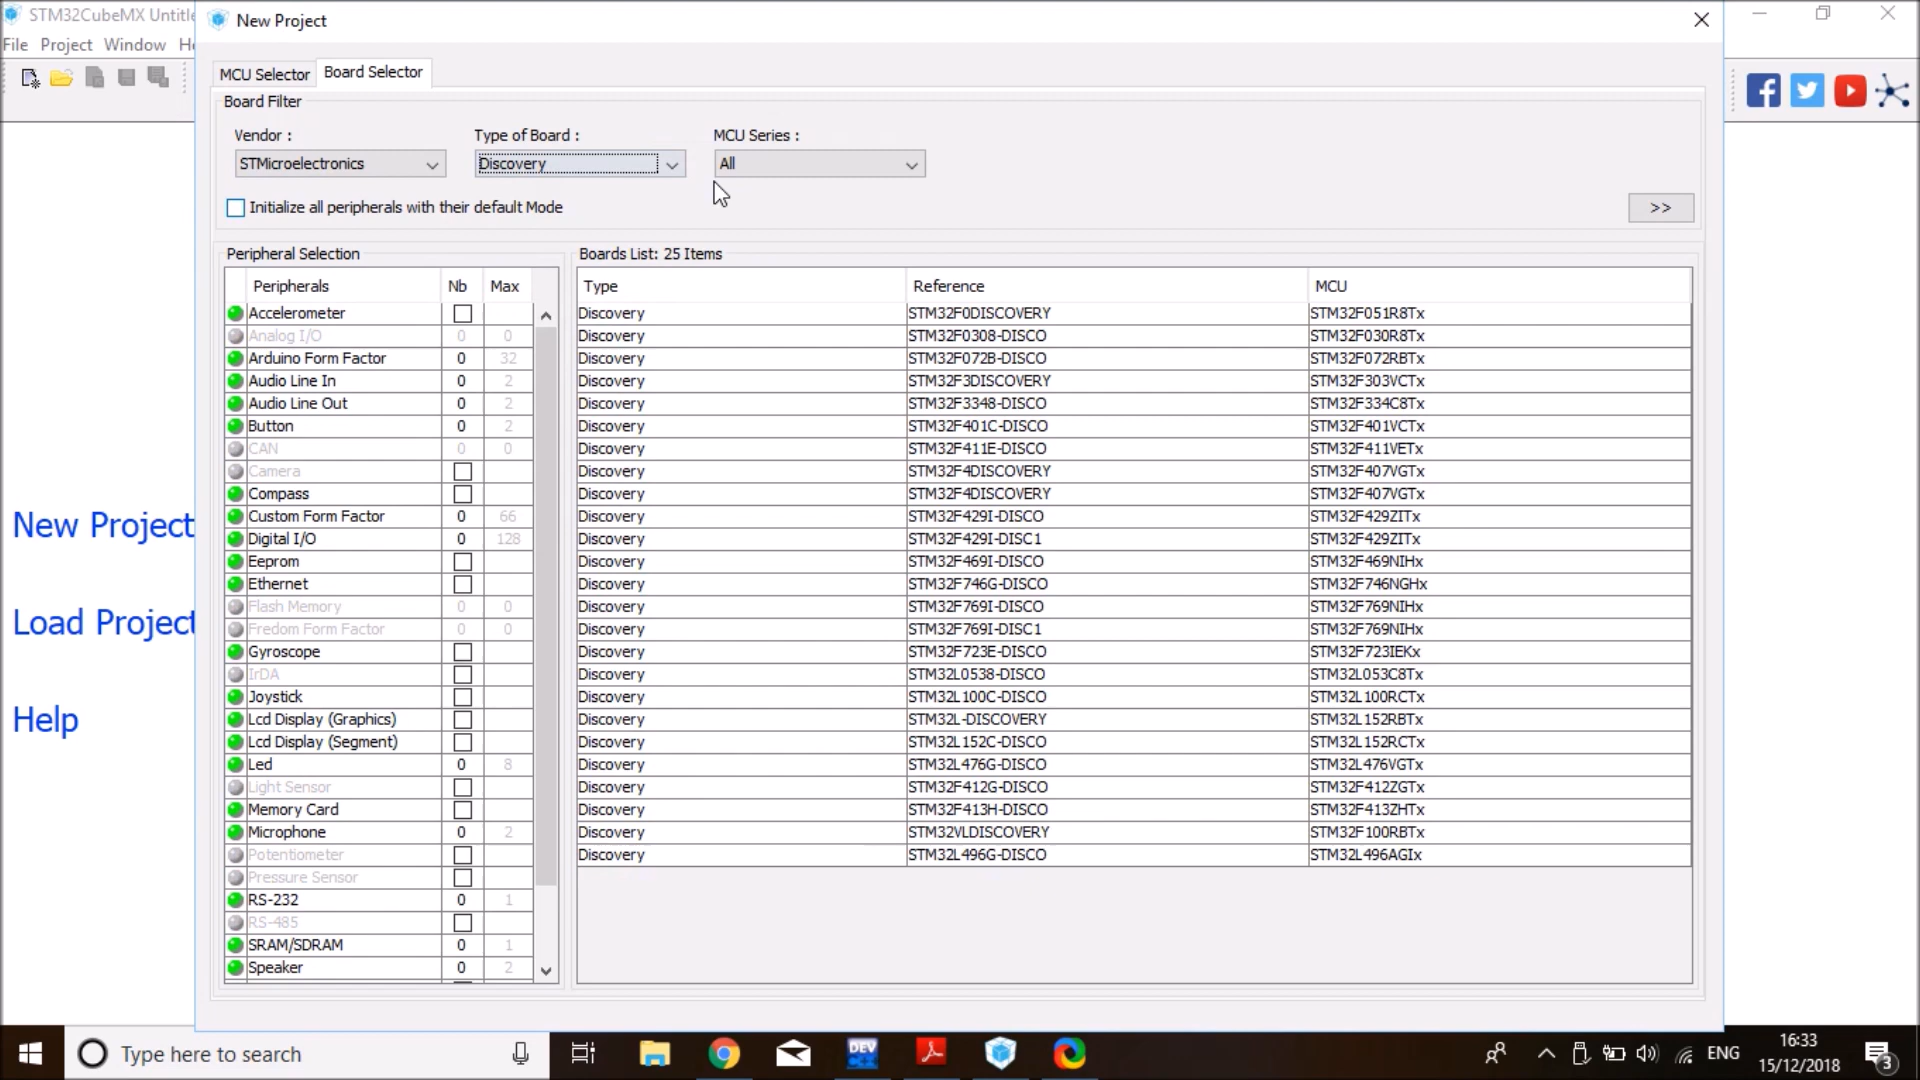 STM32CubeMX Untitle
New Project
File Project Window He
MCU Selector Board Selector
Board Filter
Vendor : Type of Board : MCU Series :
STMicroelectronics Discovery All
Initialize all peripherals with their default Mode >>
Peripheral Selection Boards List: 25 Items
Peripherals Nb Max Type Reference MCU
Accelerometer Discovery STM32F0DISCOVERY STM32F051R8Tx
Analog I/O 0 0 Discovery STM32F0308-DISCO STM32F030R8Tx
Arduino Form Factor 0 32 Discovery STM32F072B-DISCO STM32F072RBTx
Audio Line In 0 2 Discovery STM32F3DISCOVERY STM32F303VCTx
Audio Line Out 0 2 Discovery STM32F3348-DISCO STM32F334C8Tx
Button 0 2 Discovery STM32F401C-DISCO STM32F401VCTx
CAN 0 0 Discovery STM32F411E-DISCO STM32F411VETx
Camera Discovery STM32F4DISCOVERY STM32F407VGTx
Compass Discovery STM32F4DISCOVERY STM32F407VGTx
Custom Form Factor 0 66 Discovery STM32F429I-DISCO STM32F429ZITx
Digital I/O 0 128 Discovery STM32F429I-DISC1 STM32F429ZITx
Eeprom Discovery STM32F469I-DISCO STM32F469NIHx
Ethernet Discovery STM32F746G-DISCO STM32F746NGHx
Flash Memory 0 0 Discovery STM32F769I-DISCO STM32F769NIHx
Fredom Form Factor 0 0 Discovery STM32F769I-DISC1 STM32F769NIHx
Gyroscope Discovery STM32F723E-DISCO STM32F723IEKx
IrDA Discovery STM32L0538-DISCO STM32L053C8Tx
Joystick Discovery STM32L100C-DISCO STM32L100RCTx
Lcd Display (Graphics) Discovery STM32L-DISCOVERY STM32L152RBTx
Lcd Display (Segment) Discovery STM32L152C-DISCO STM32L152RCTx
Led 0 8 Discovery STM32L476G-DISCO STM32L476VGTx
Light Sensor Discovery STM32F412G-DISCO STM32F412ZGTx
Memory Card Discovery STM32F413H-DISCO STM32F413ZHTx
Microphone 0 2 Discovery STM32VLDISCOVERY STM32F100RBTx
Potentiometer Discovery STM32L496G-DISCO STM32L496AGIx
Pressure Sensor
RS-232 0 1
RS-485
SRAM/SDRAM 0 1
Speaker 0 2
New Project
Load Project
Help
Type here to search DEV C++ ENG 16:33
15/12/2018 3